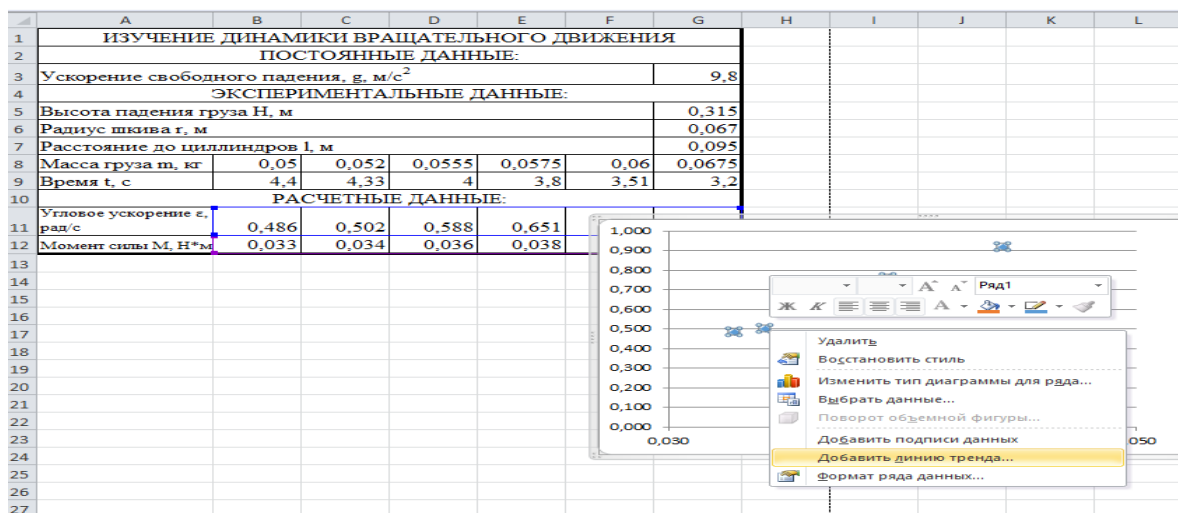 A B C D E F G H I J K L
1 ИЗУЧЕНИЕ ДИНАМИКИ ВРАЩАТЕЛЬНОГО ДВИЖЕНИЯ
2 ПОСТОЯННЫЕ ДАННЫЕ:
3 Ускорение свободного падения, g, м/с2 9,8
4 ЭКСПЕРИМЕНТАЛЬНЫЕ ДАННЫЕ:
5 Высота падения груза H, м 0,315
6 Радиус шкива r, м 0,067
7 Расстояние до циллиндров l, м 0,095
8 Масса груза m, кг 0,05 0,052 0,0555 0,0575 0,06 0,0675
9 Время t, с 4,4 4,33 4 3,8 3,51 3,2
10 РАСЧЕТНЫЕ ДАННЫЕ:
Угловое ускорение ε,
11 рад/с 0,486 0,502 0,588 0,651
12 Момент силы M, Н*м 0,033 0,034 0,036 0,038
13
14
15
16
17
18
19
20
21
22
23
24
25
26
27
1,000
0,900
0,800
0,700
0,600
0,500
0,400
0,300
0,200
0,100
0,000
0,030
050
A A Ряд1
Ж К A
Удалить
Восстановить стиль
Изменить тип диаграммы для ряда...
Выбрать данные...
Поворот объемной фигуры...
Добавить подписи данных
Добавить линию тренда...
Формат ряда данных...